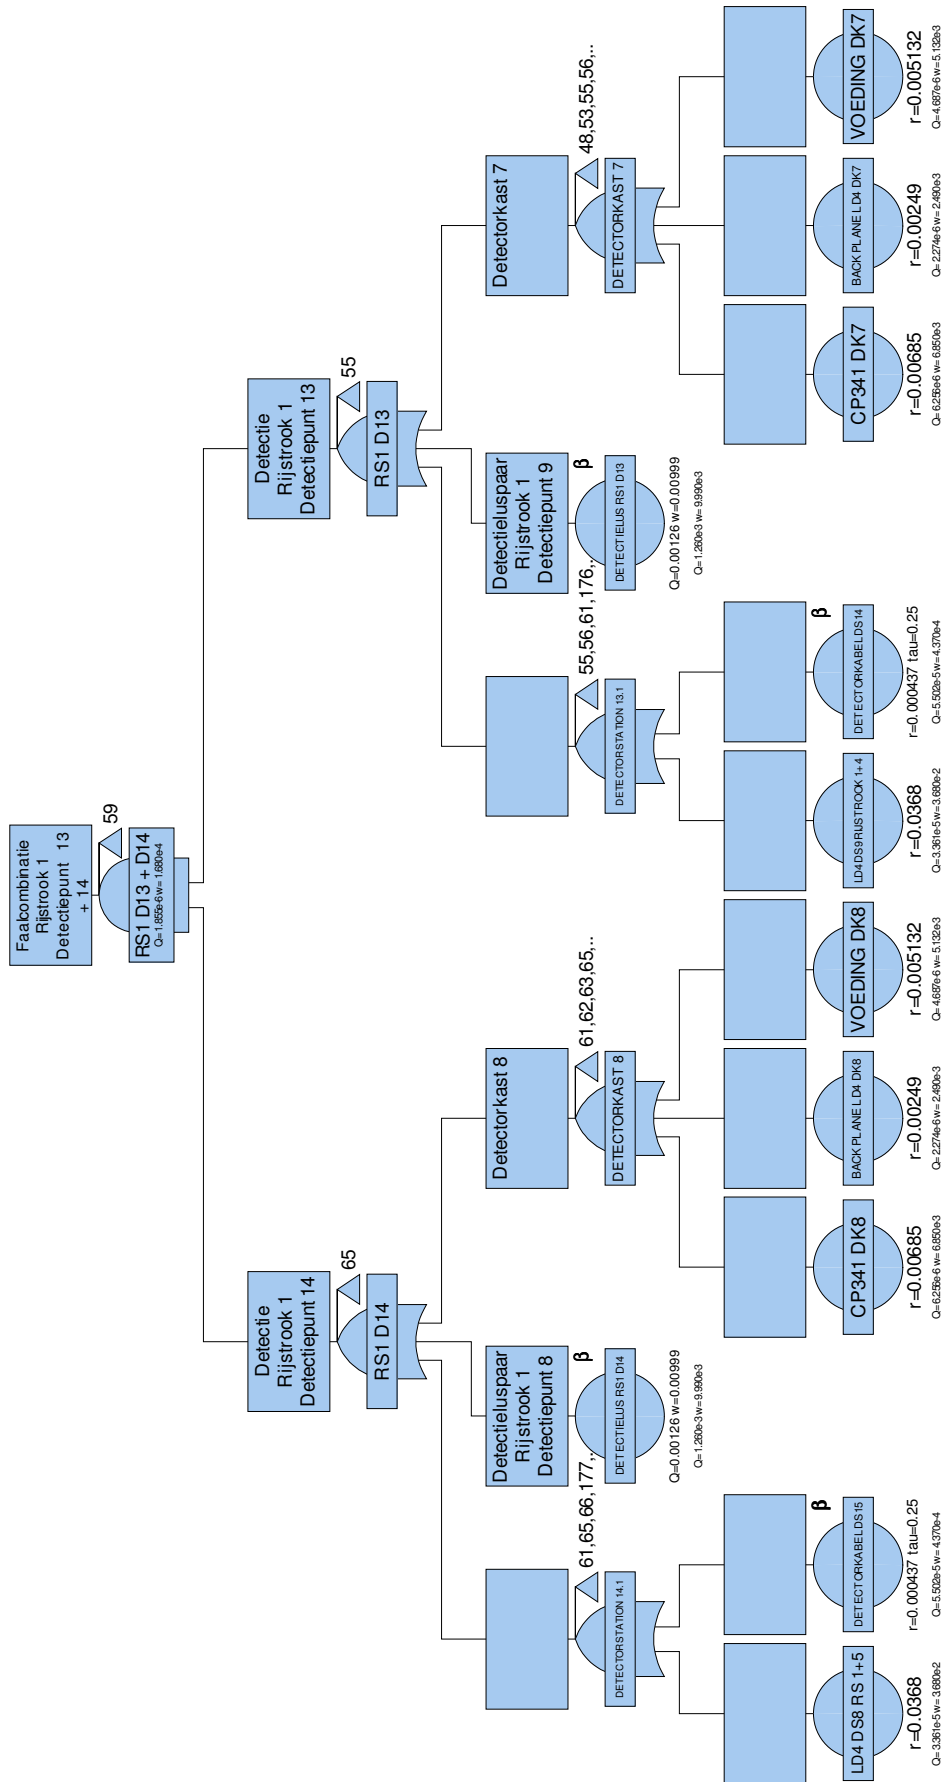 Faalcombinatie
Rijstrook 1
Detectiepunt 13
+ 14
59
RS1 D13 + D14
Q=1.855e-6 w= 1.680e-4
Detectie
Rijstrook 1
Detectiepunt 14
65
RS1 D14
Detectie
Rijstrook 1
Detectiepunt 13
55
RS1 D13
61,65,66,177,..
DETECTORSTATION 14.1
Detectieluspaar
Rijstrook 1
Detectiepunt 8
β
DETECTIELUS RS1 D14
Q=0.00126 w=0.00999
Q=1.260e-3 w= 9.990e-3
Detectorkast 8
61,62,63,65,..
DETECTORKAST 8
55,56,61,176,..
DETECTORSTATION 13.1
Detectieluspaar
Rijstrook 1
Detectiepunt 9
β
DETECTIELUS RS1 D13
Q=0.00126 w=0.00999
Q=1.260e-3 w= 9.990e-3
Detectorkast 7
48,53,55,56,..
DETECTORKAST 7
LD4 DS8 RS 1+5
r=0.0368
Q=3.361e-5 w= 3.680e-2
β
DETECTORKABEL DS15
r=0.000437 tau=0.25
Q=5.502e-5 w= 4.370e-4
CP341 DK8
r=0.00685
Q=6.256e-6 w= 6.850e-3
BACKPLANE LD4 DK8
r=0.00249
Q=2.274e-6 w= 2.490e-3
VOEDING DK8
r=0.005132
Q=4.687e-6 w= 5.132e-3
LD4 DS9 RIJSTROOK 1+4
r=0.0368
Q=3.361e-5 w= 3.680e-2
β
DETECTORKABEL DS14
r=0.000437 tau=0.25
Q=5.502e-5 w= 4.370e-4
CP341 DK7
r=0.00685
Q=6.256e-6 w= 6.850e-3
BACKPLANE LD4 DK7
r=0.00249
Q=2.274e-6 w= 2.490e-3
VOEDING DK7
r=0.005132
Q=4.687e-6 w= 5.132e-3